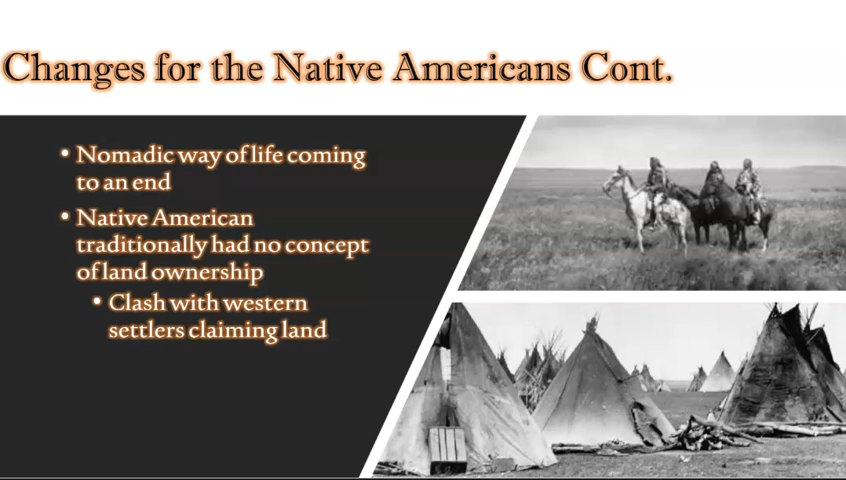 Changes for the Native Americans Cont.
• Nomadic way of life coming
to an end
• Native American
traditionally had no concept
of land ownership
• Clash with western
settlers claiming land